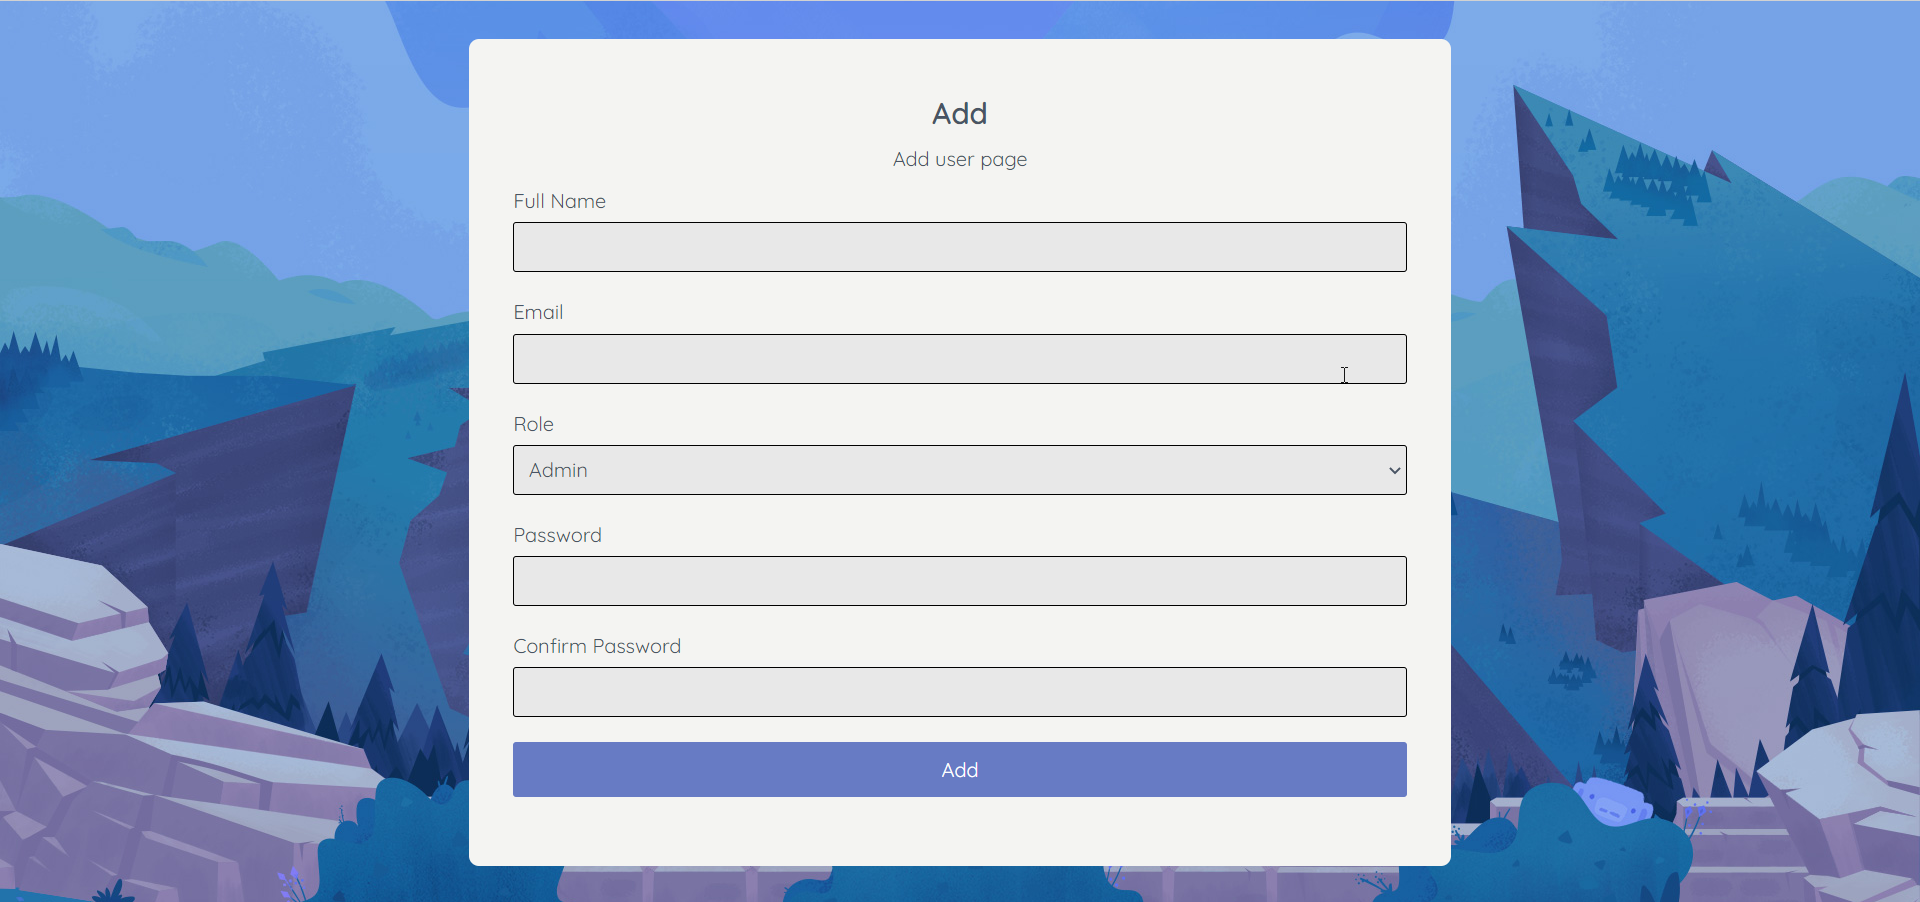 Add
Add user page
Full Name
Email
Role
Admin
Password
Confirm Password
Add